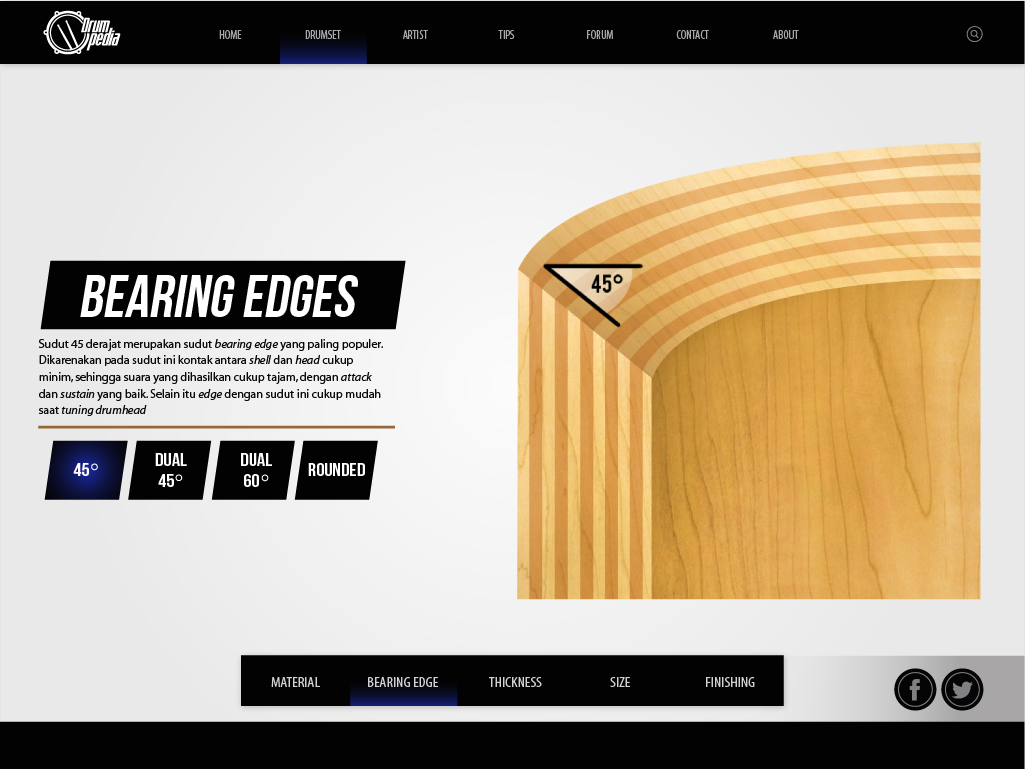 Drum
pedia
HOME
DRUMSET
ARTIST
TIPS
FORUM
CONTACT
ABOUT
45°
BEARING EDGES
Sudut 45 derajat merupakan sudut bearing edge yang paling populer.
Dikarenakan pada sudut ini kontak antara shell dan head cukup
minim, sehingga suara yang dihasilkan cukup tajam, dengan attack
dan sustain yang baik. Selain itu edge dengan sudut ini cukup mudah
saat tuning drumhead
45°
DUAL
45°
DUAL
60°
ROUNDED
MATERIAL
BEARING EDGE
THICKNESS
SIZE
FINISHING